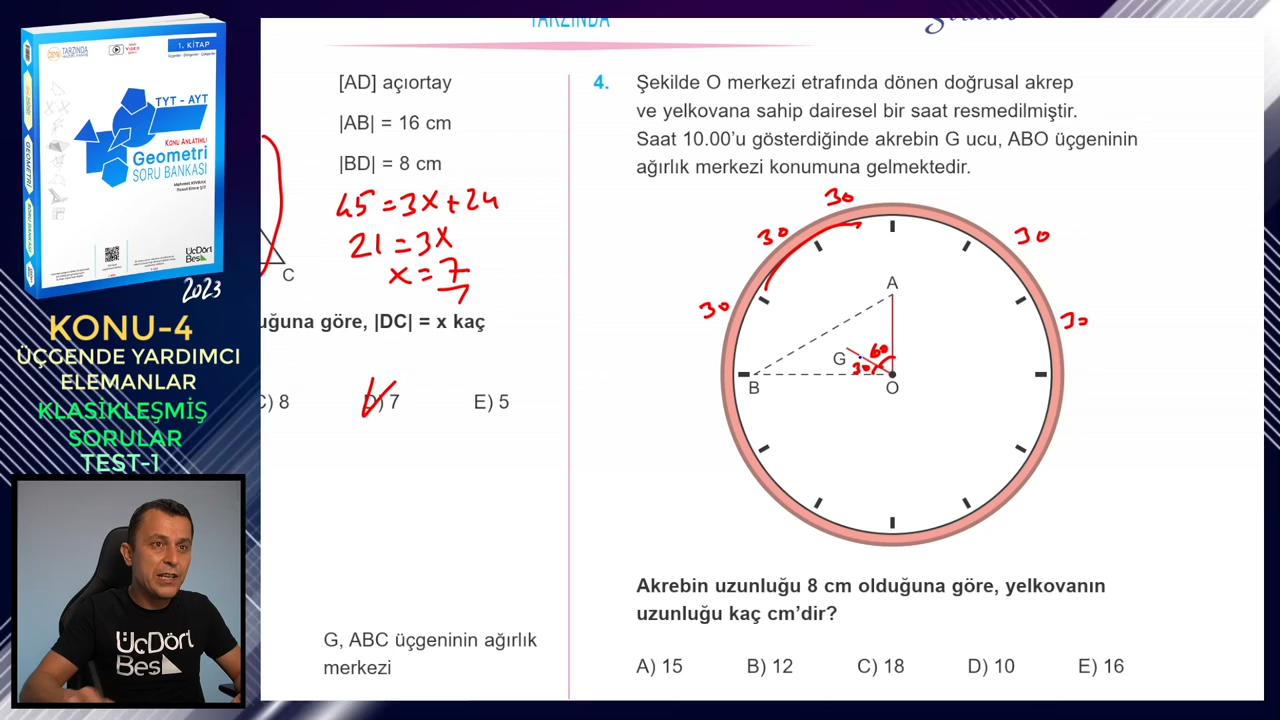 TARZINDA
1. KİTAP
TYT - AYT
KONU ANLATIMLI
Geometri
SORU BANKASI
ÜcDört
Beş
2023
KONU-4
ÜÇGENDE YARDIMCI
ELEMANLAR
KLASİKLEŞMİŞ
SORULAR
TEST-1
ÜcDört
Bes
TARZINDA
[AD] açıortay
|AB| = 16 cm
|BD| = 8 cm
45 = 3x + 24
21 = 3x
x = 7
C
uğuna göre, |DC| = x kaç
C) 8
D) 7
E) 5
G, ABC üçgeninin ağırlık
merkezi
4. Şekilde O merkezi etrafında dönen doğrusal akrep
ve yelkovana sahip dairesel bir saat resmedilmiştir.
Saat 10.00'u gösterdiğinde akrebin G ucu, ABO üçgeninin
ağırlık merkezi konumuna gelmektedir.
30
30
30
30
30
A
60
G
30
B
O
Akrebin uzunluğu 8 cm olduğuna göre, yelkovanın
uzunluğu kaç cm'dir?
A) 15
B) 12
C) 18
D) 10
E) 16